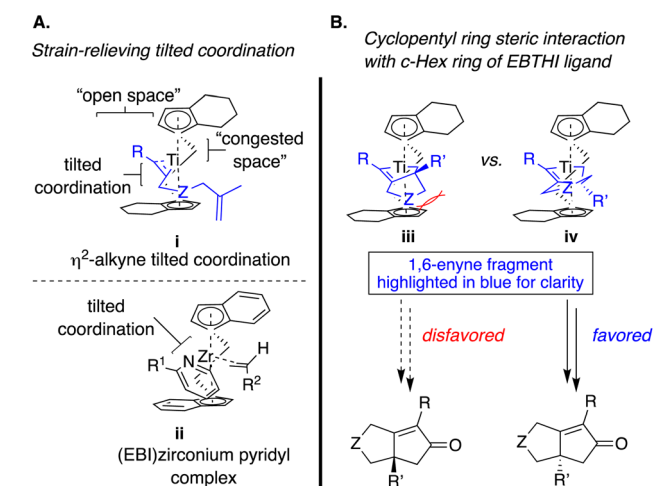 A.
Strain-relieving tilted coordination
“open space”
R
Ti
“congested
space”
tilted
coordination
Z
i
η2-alkyne tilted coordination
tilted
coordination
R1
N
Zr
H
R2
ii
(EBI)zirconium pyridyl
complex
B.
Cyclopentyl ring steric interaction
with c-Hex ring of EBTHI ligand
R
Ti
R'
Z
vs.
R
Ti
Z
R'
iii
iv
1,6-enyne fragment
highlighted in blue for clarity
disfavored
favored
R
Z
O
R'
R
Z
O
R'